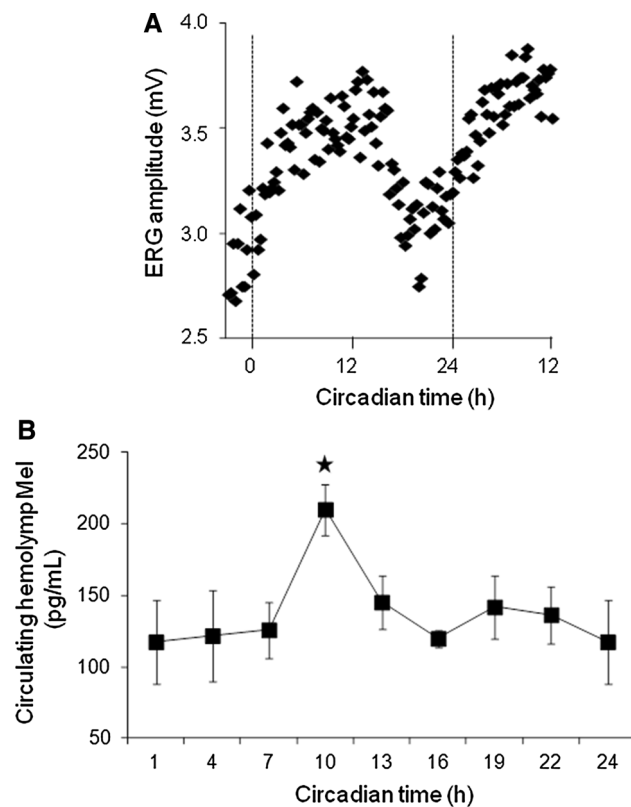 A
ERG amplitude (mV)
4.0
3.5
3.0
2.5
0 12 24 12
Circadian time (h)
B
Circulating hemolymp Mel
(pg/mL)
250
200
150
100
50
1 4 7 10 13 16 19 22 24
Circadian time (h)